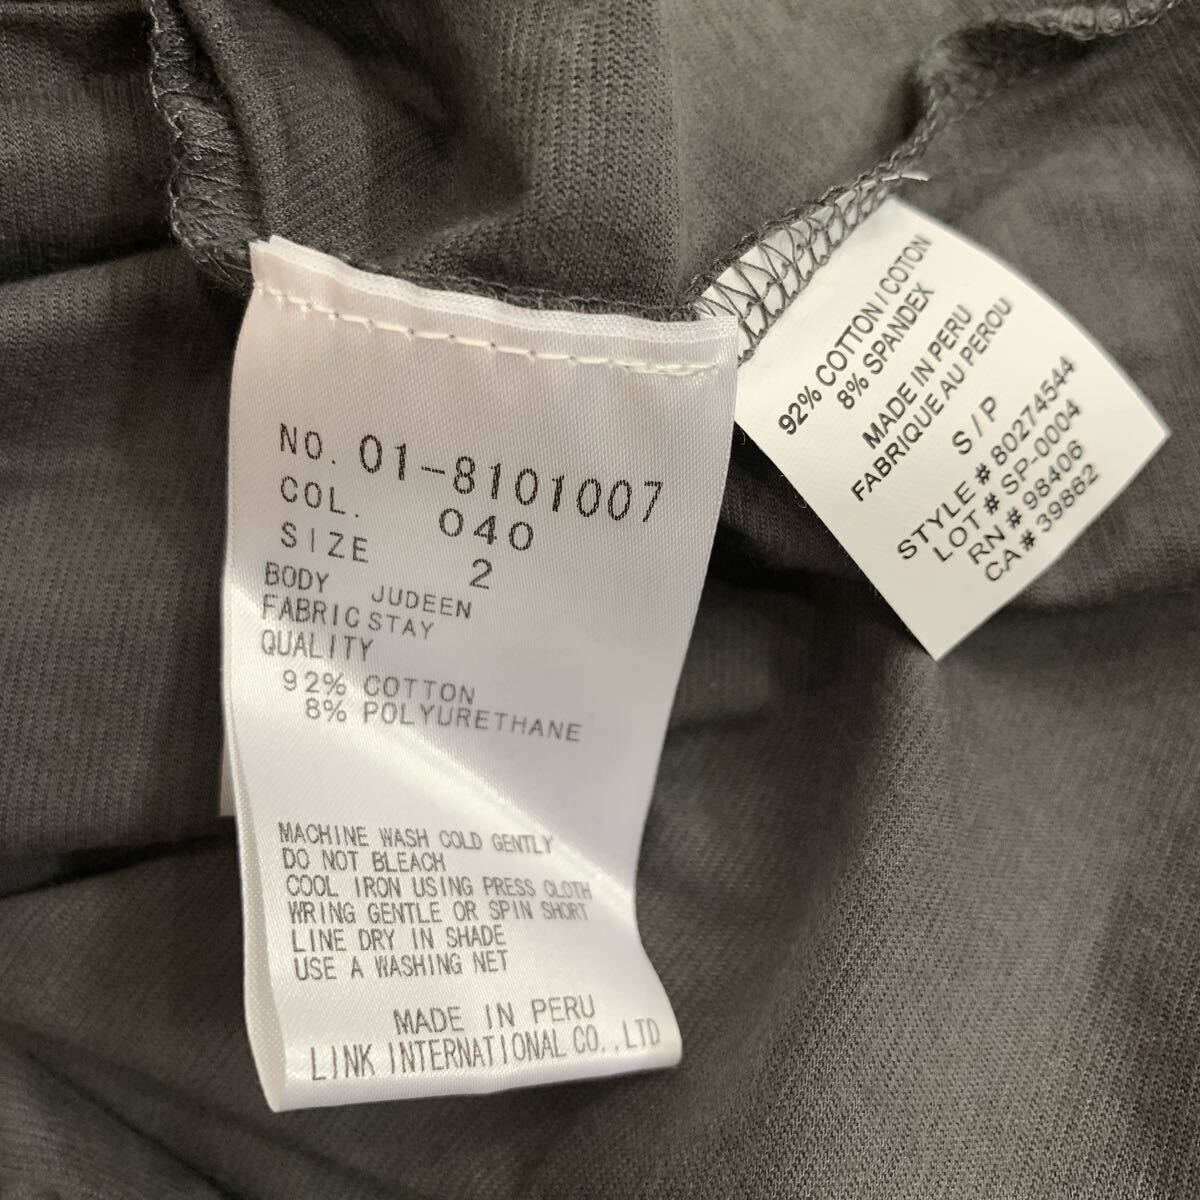 NO. 01-8101007
COL. 040
SIZE 2
BODY JUDEEN
FABRIC STAY
QUALITY
92% COTTON
8% POLYURETHANE
MACHINE WASH COLD GENTLY
DO NOT BLEACH
COOL IRON USING PRESS CLOTH
WRING GENTLE OR SPIN SHORT
LINE DRY IN SHADE
USE A WASHING NET
MADE IN PERU
LINK INTERNATIONAL CO.,LTD
92% COTTON / COTON
8% SPANDEX
MADE IN PERU
FABRIQUE AU PEROU
S / P
STYLE # 80274544
LOT # SP-0004
RN # 98406
CA # 39862